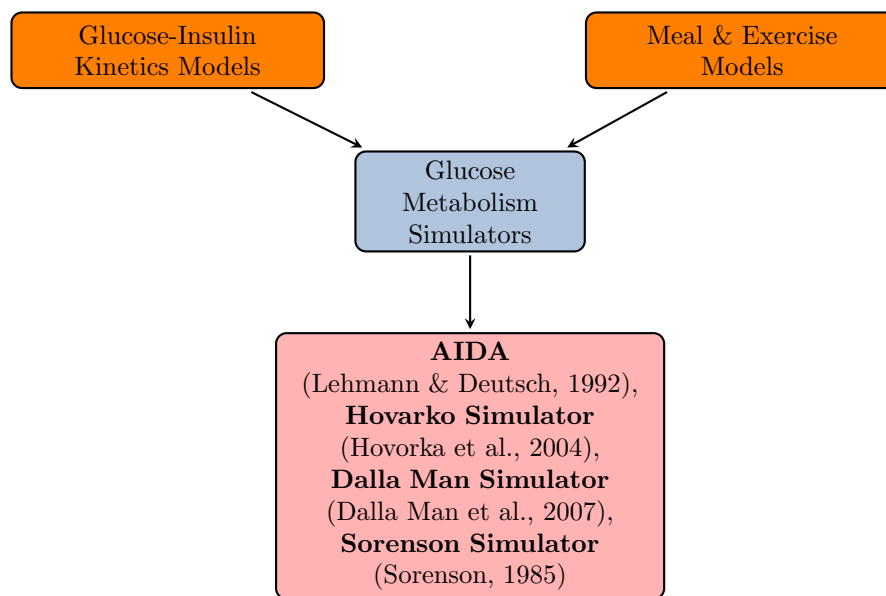 Glucose-Insulin
Kinetics Models
Meal & Exercise
Models
Glucose
Metabolism
Simulators
AIDA
(Lehmann & Deutsch, 1992),
Hovarko Simulator
(Hovorka et al., 2004),
Dalla Man Simulator
(Dalla Man et al., 2007),
Sorenson Simulator
(Sorenson, 1985)